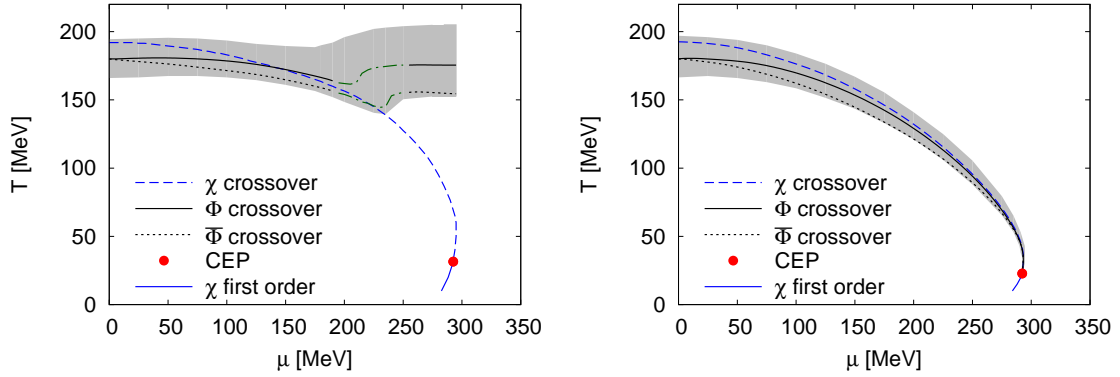 200
150
100
50
0
T [MeV]
χ crossover
Φ crossover
Φ̅ crossover
CEP
χ first order
0 50 100 150 200 250 300 350
μ [MeV]
200
150
100
50
0
T [MeV]
χ crossover
Φ crossover
Φ̅ crossover
CEP
χ first order
0 50 100 150 200 250 300 350
μ [MeV]